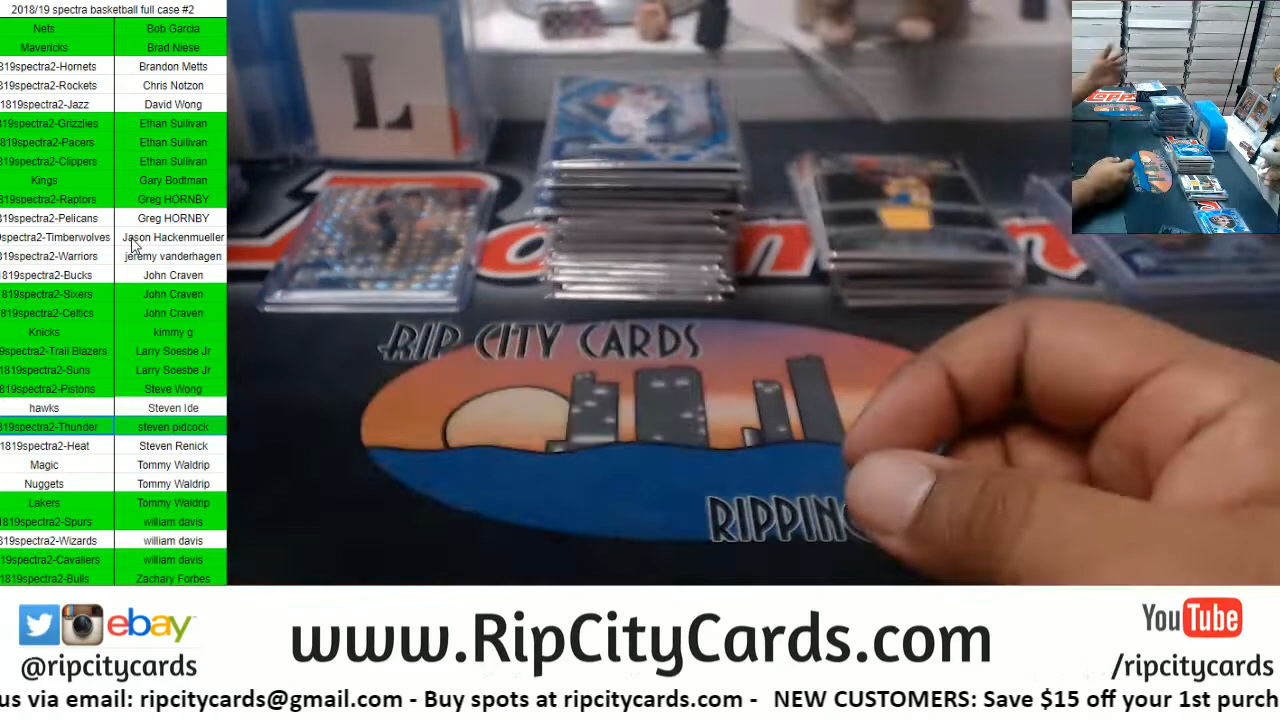 2018/19 spectra basketball full case #2
Nets Bob Garcia
Mavericks Brad Niese
819spectra2-Hornets Brandon Metts
819spectra2-Rockets Chris Notzon
1819spectra2-Jazz David Wong
319spectra2-Grizzlies Ethan Sullivan
819spectra2-Pacers Ethan Sullivan
819spectra2-Clippers Ethan Sullivan
Kings Gary Bodtman
819spectra2-Raptors Greg HORNBY
819spectra2-Pelicans Greg HORNBY
9spectra2-Timberwolves Jason Hackenmueller
819spectra2-Warriors jeremy vanderhagen
1819spectra2-Bucks John Craven
1819spectra2-Sixers John Craven
819spectra2-Celtics John Craven
Knicks kimmy g
9spectra2-Trail Blazers Larry Soesbe Jr
1819spectra2-Suns Larry Soesbe Jr
819spectra2-Pistons Steve Wong
hawks Steven Ide
819spectra2-Thunder steven pidcock
1819spectra2-Heat Steven Renick
Magic Tommy Waldrip
Nuggets Tommy Waldrip
Lakers Tommy Waldrip
1819spectra2-Spurs william davis
819spectra2-Wizards william davis
19spectra2-Cavaliers william davis
1819spectra2-Bulls Zachary Forbes
L
RIP CITY CARDS
RIPPIN
ebay
@ripcitycards
www.RipCityCards.com
YouTube
/ripcitycards
us via email: ripcitycards@gmail.com - Buy spots at ripcitycards.com - NEW CUSTOMERS: Save $15 off your 1st purch